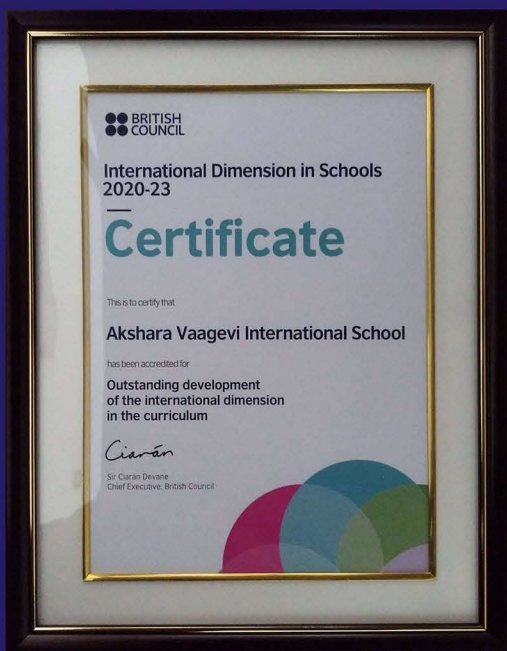 BRITISH
COUNCIL
International Dimension in Schools
2020-23
Certificate
This is to certify that
Akshara Vaagevi International School
has been accredited for
Outstanding development
of the international dimension
in the curriculum
Ciarán
Sir Ciarán Devane
Chief Executive, British Council